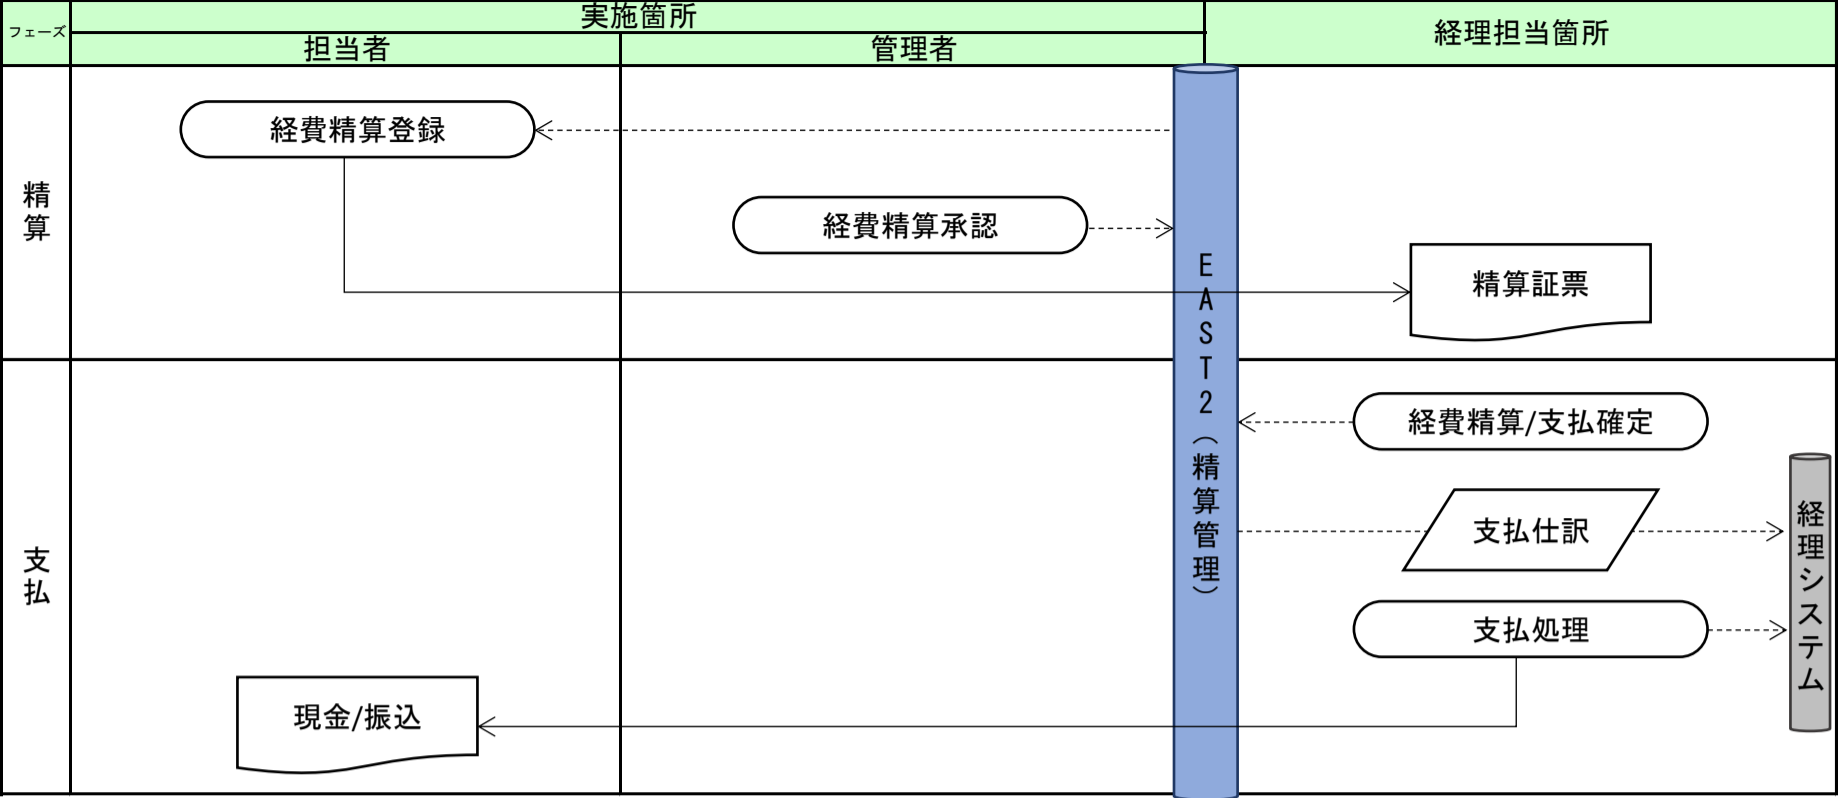 フェーズ
実施箇所
経理担当箇所
担当者
管理者
精算
経費精算登録
経費精算承認
精算証票
EAST2（精算管理）
支払
経費精算/支払確定
支払仕訳
支払処理
経理システム
現金/振込